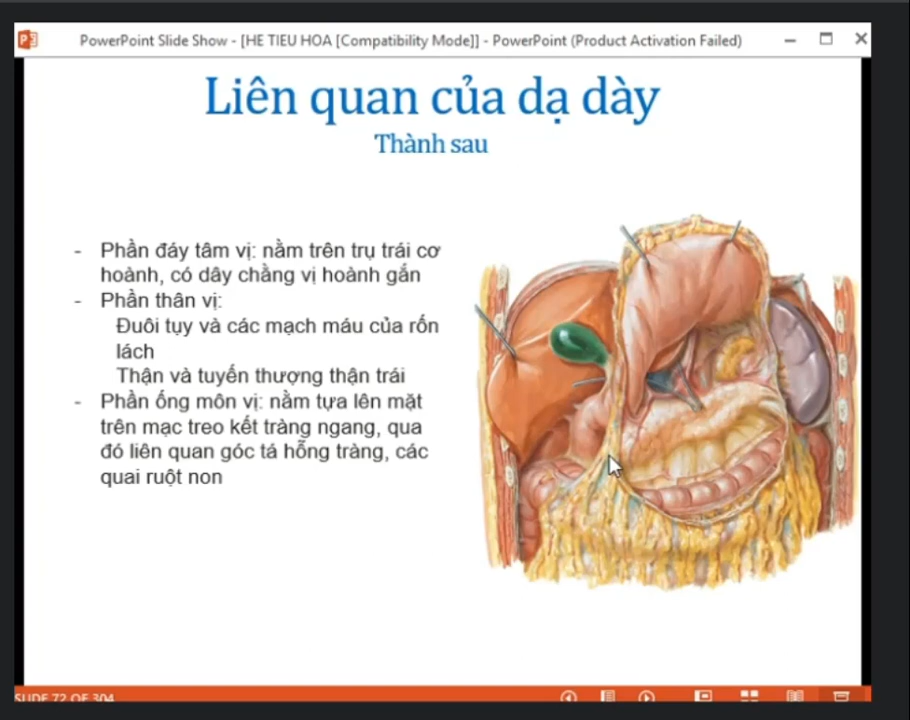 PowerPoint Slide Show - [HE TIEU HOA [Compatibility Mode]] - PowerPoint (Product Activation Failed)
Liên quan của dạ dày
Thành sau
- Phần đáy tâm vị: nằm trên trụ trái cơ
hoành, có dây chằng vị hoành gắn
- Phần thân vị:
Đuôi tụy và các mạch máu của rốn
lách
Thận và tuyến thượng thận trái
- Phần ống môn vị: nằm tựa lên mặt
trên mạc treo kết tràng ngang, qua
đó liên quan góc tá hỗng tràng, các
quai ruột non
SLIDE 72 OF 304